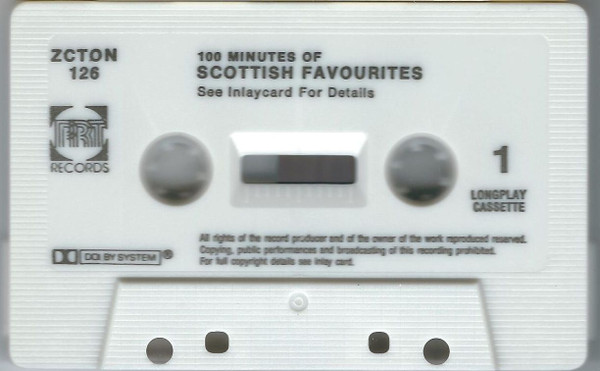 ZCTON
126
100 MINUTES OF
SCOTTISH FAVOURITES
See Inlaycard For Details
PRT
RECORDS
1
LONGPLAY
CASSETTE
DOLBY SYSTEM®
All rights of the record producer and of the owner of the work reproduced reserved.
Copying, public performances and broadcasting of this recording prohibited.
For full copyright details see inlay card.